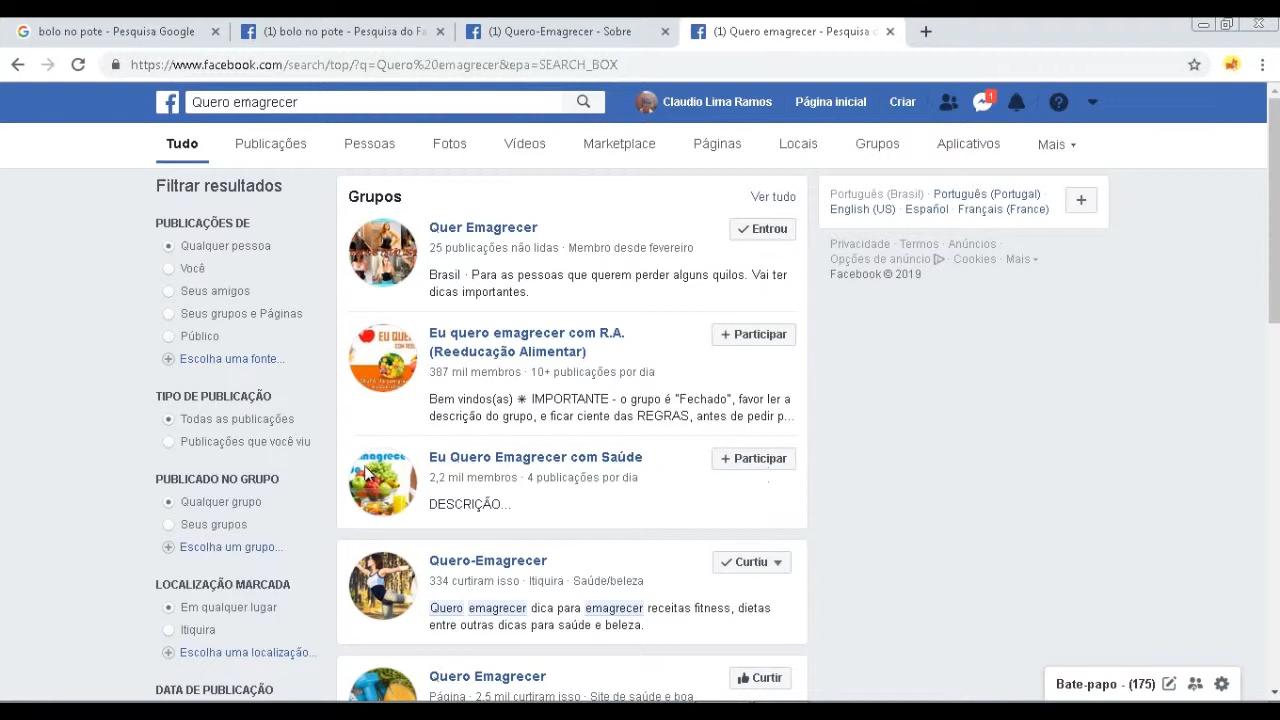 bolo no pote - Pesquisa Google
(1) bolo no pote - Pesquisa do Fa
(1) Quero-Emagrecer - Sobre
(1) Quero emagrecer - Pesquisa d
https://www.facebook.com/search/top/?q=Quero%20emagrecer&epa=SEARCH_BOX
Quero emagrecer
Claudio Lima Ramos
Página inicial
Criar
1
Tudo
Publicações
Pessoas
Fotos
Vídeos
Marketplace
Páginas
Locais
Grupos
Aplicativos
Mais
Filtrar resultados
PUBLICAÇÕES DE
Qualquer pessoa
Você
Seus amigos
Seus grupos e Páginas
Público
Escolha uma fonte...
TIPO DE PUBLICAÇÃO
Todas as publicações
Publicações que você viu
PUBLICADO NO GRUPO
Qualquer grupo
Seus grupos
Escolha um grupo...
LOCALIZAÇÃO MARCADA
Em qualquer lugar
Itiquira
Escolha uma localização...
DATA DE PUBLICAÇÃO
Grupos
Ver tudo
Quer Emagrecer
Entrou
25 publicações não lidas · Membro desde fevereiro
Brasil · Para as pessoas que querem perder alguns quilos. Vai ter
dicas importantes.
Eu quero emagrecer com R.A.
(Reeducação Alimentar)
+ Participar
387 mil membros · 10+ publicações por dia
Bem vindos(as) ✳ IMPORTANTE - o grupo é "Fechado", favor ler a
descrição do grupo, e ficar ciente das REGRAS, antes de pedir p...
Eu Quero Emagrecer com Saúde
+ Participar
2,2 mil membros · 4 publicações por dia
DESCRIÇÃO...
Quero-Emagrecer
Curtiu
334 curtiram isso · Itiquira · Saúde/beleza
Quero emagrecer dica para emagrecer receitas fitness, dietas
entre outras dicas para saúde e beleza.
Quero Emagrecer
Curtir
Página · 2,5 mil curtiram isso · Site de saúde e boa
Português (Brasil) · Português (Portugal) ·
English (US) · Español · Français (France)
Privacidade · Termos · Anúncios ·
Opções de anúncio · Cookies · Mais
Facebook © 2019
Bate-papo - (175)